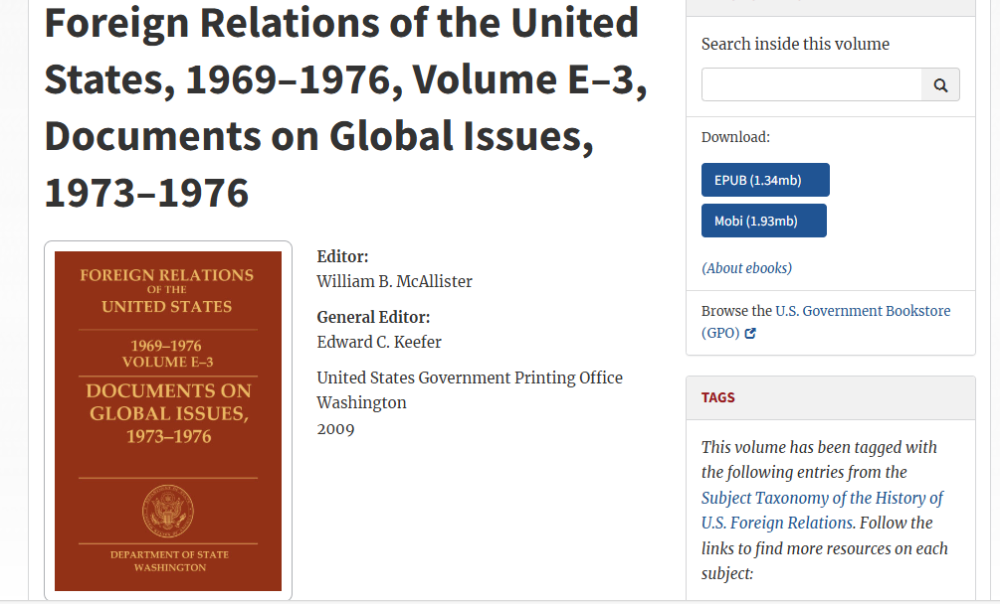 Foreign Relations of the United
States, 1969–1976, Volume E–3,
Documents on Global Issues,
1973–1976
FOREIGN RELATIONS
OF THE
UNITED STATES
1969–1976
VOLUME E–3
DOCUMENTS ON
GLOBAL ISSUES,
1973–1976
DEPARTMENT OF STATE
WASHINGTON
Editor:
William B. McAllister
General Editor:
Edward C. Keefer
United States Government Printing Office
Washington
2009
Search inside this volume
Download:
EPUB (1.34mb)
Mobi (1.93mb)
(About ebooks)
Browse the U.S. Government Bookstore
(GPO)
TAGS
This volume has been tagged with
the following entries from the
Subject Taxonomy of the History of
U.S. Foreign Relations. Follow the
links to find more resources on each
subject: